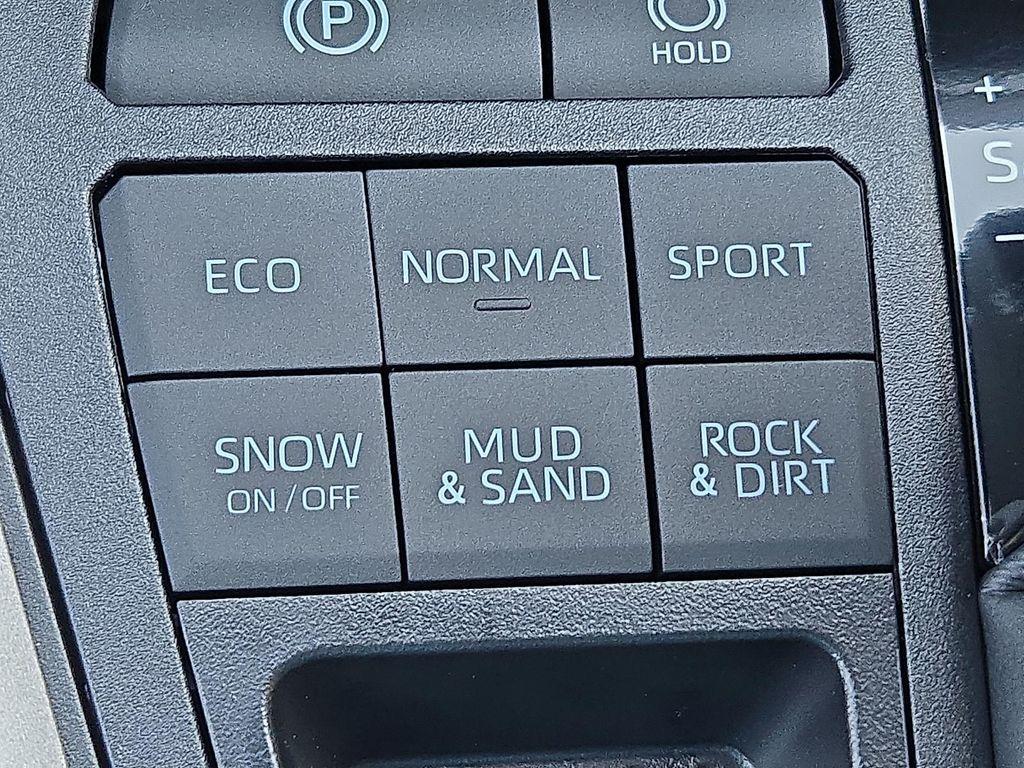 P
HOLD
+
S
–
ECO
NORMAL
SPORT
SNOW
ON / OFF
MUD
& SAND
ROCK
& DIRT